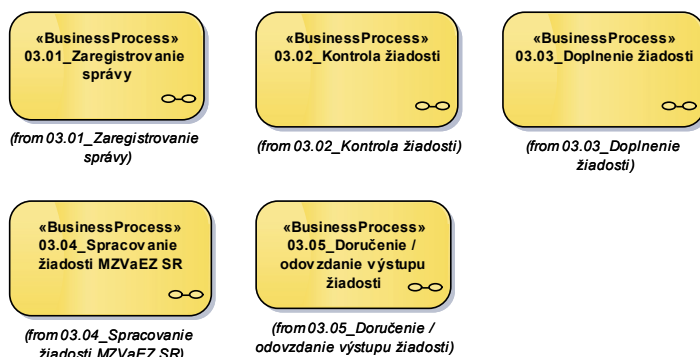 «BusinessProcess»
03.01_Zaregistrovanie
správy
(from 03.01_Zaregistrovanie
správy)
«BusinessProcess»
03.02_Kontrola žiadosti
(from 03.02_Kontrola žiadosti)
«BusinessProcess»
03.03_Doplnenie žiadosti
(from 03.03_Doplnenie
žiadosti)
«BusinessProcess»
03.04_Spracovanie
žiadosti MZVaEZ SR
(from 03.04_Spracovanie
žiadosti MZVaEZ SR)
«BusinessProcess»
03.05_Doručenie /
odovzdanie výstupu
žiadosti
(from 03.05_Doručenie /
odovzdanie výstupu žiadosti)